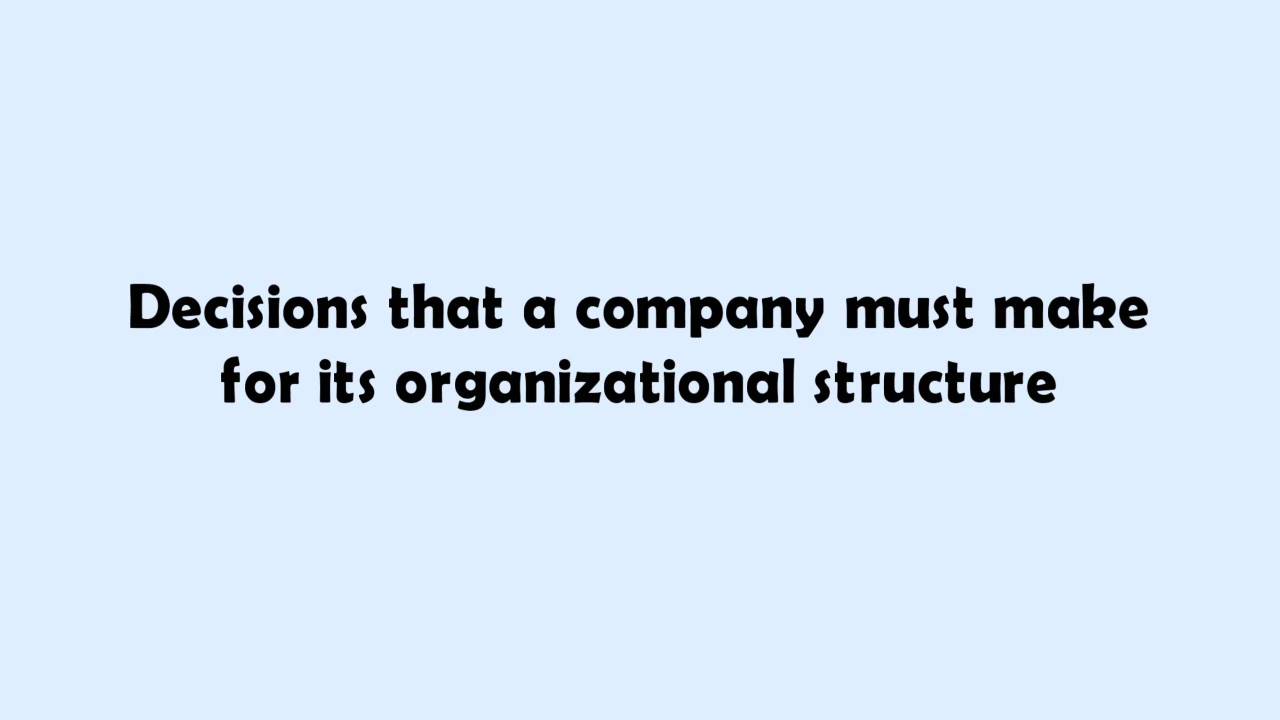 Decisions that a company must make
for its organizational structure